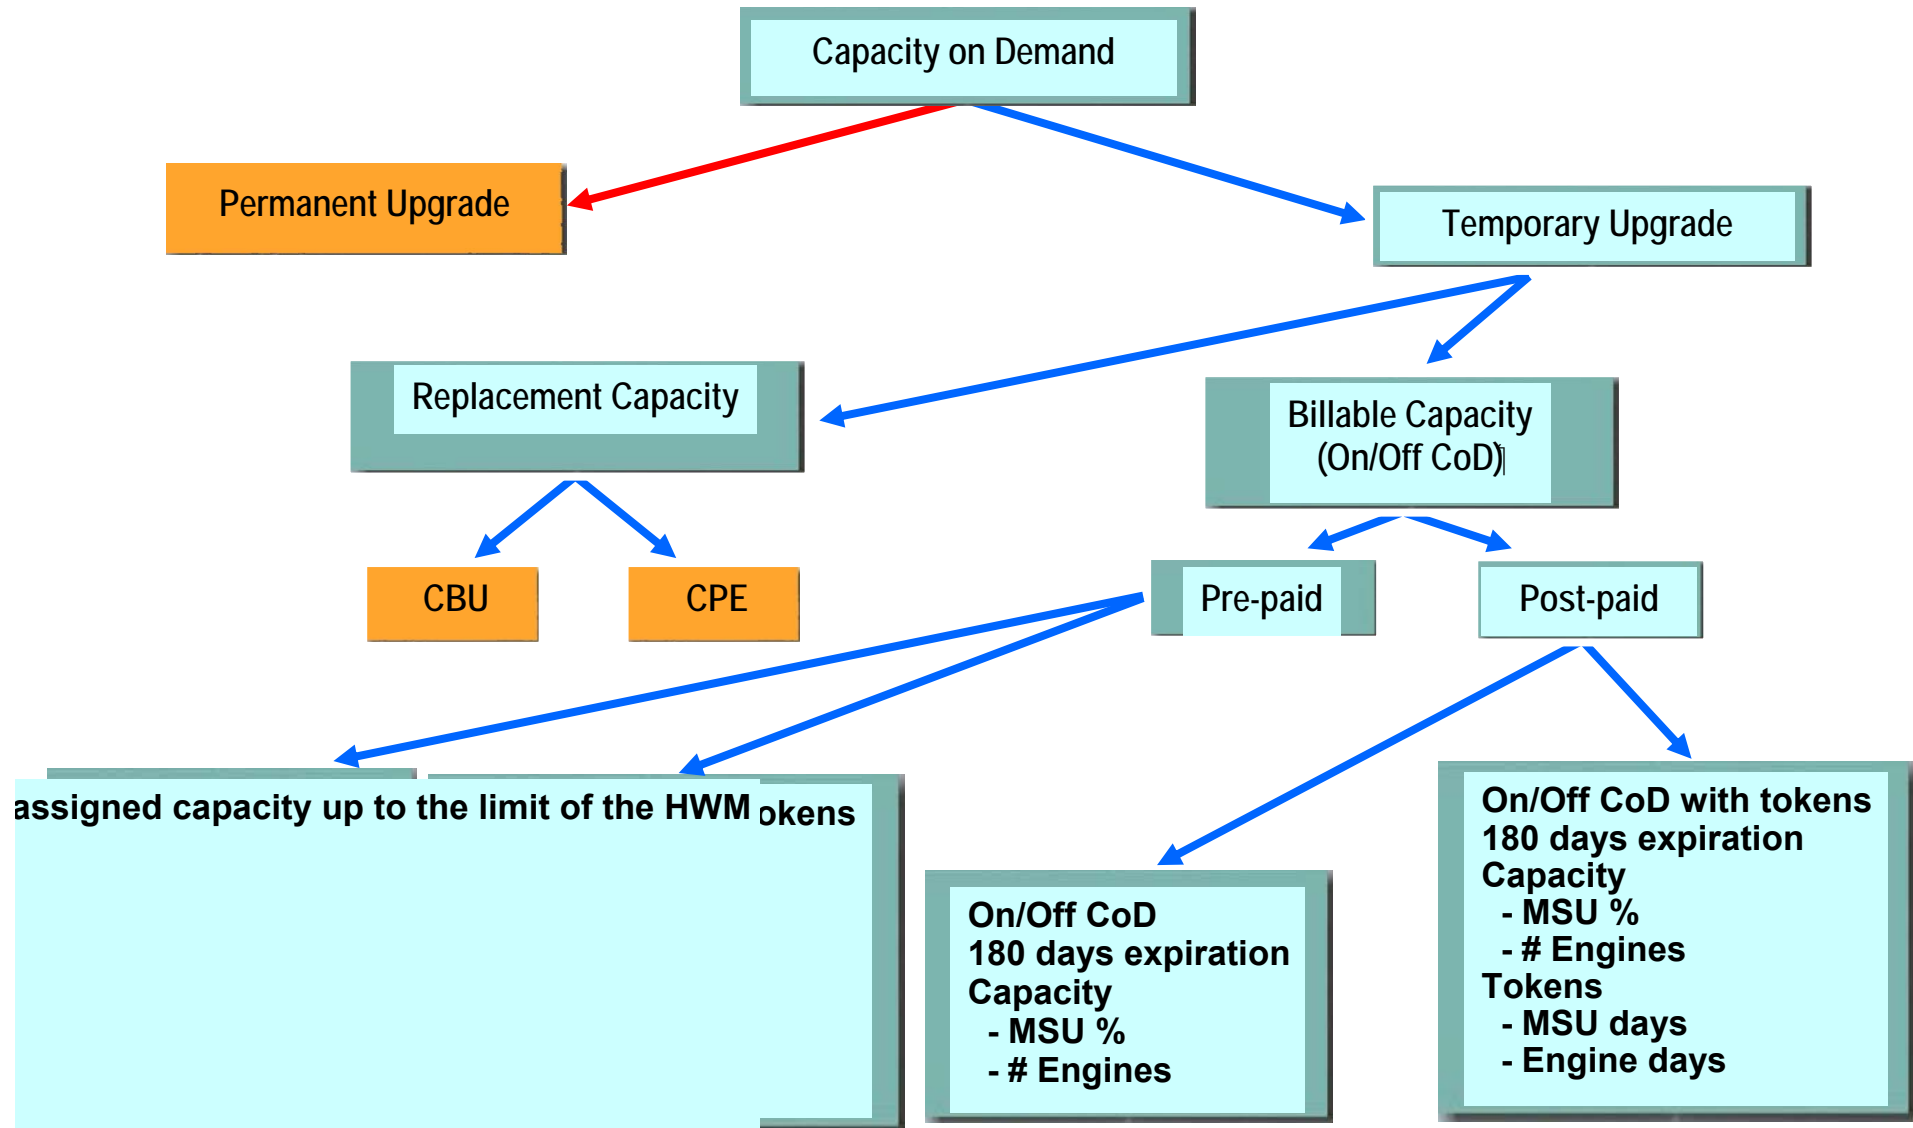 Capacity on Demand
Permanent Upgrade
Temporary Upgrade
Replacement Capacity
Billable Capacity
(On/Off CoD)
CBU
CPE
Pre-paid
Post-paid
assigned capacity up to the limit of the HWM
okens
On/Off CoD
180 days expiration
Capacity
- MSU %
- # Engines
On/Off CoD with tokens
180 days expiration
Capacity
- MSU %
- # Engines
Tokens
- MSU days
- Engine days